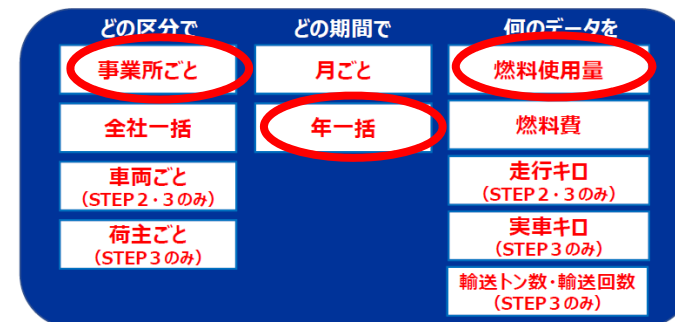 どの区分で
どの期間で
何のデータを
事業所ごと
月ごと
燃料使用量
全社一括
年一括
燃料費
車両ごと
(STEP2・3のみ)
走行キロ
(STEP2・3のみ)
荷主ごと
(STEP3のみ)
実車キロ
(STEP3のみ)
輸送トン数・輸送回数
(STEP3のみ)